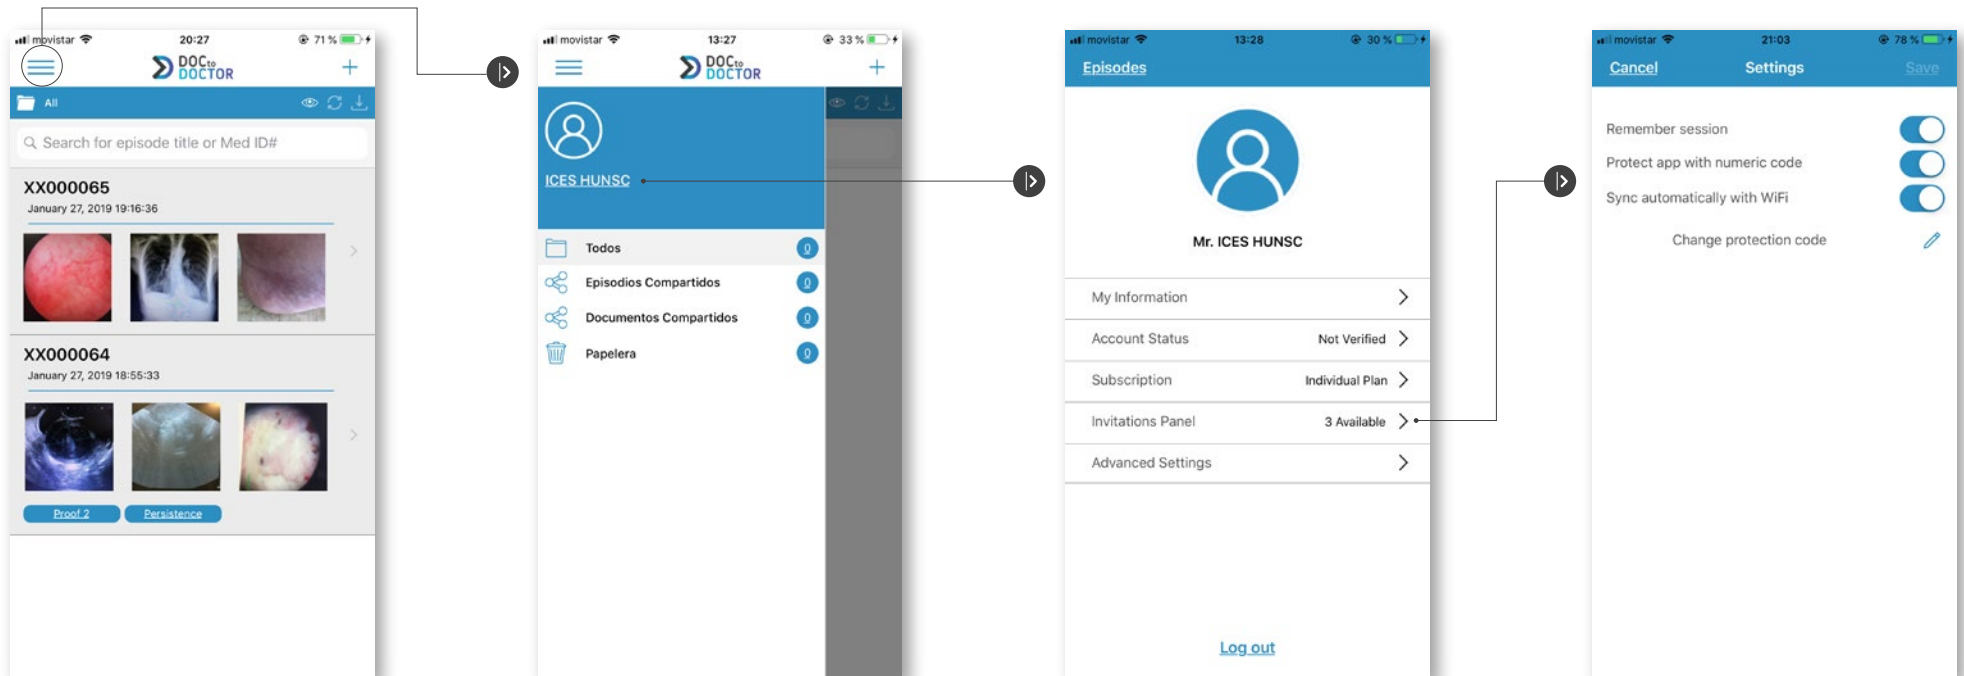 movistar 20:27 71 %
DOCto DOCTOR
All
Search for episode title or Med ID#
XX000065
January 27, 2019 19:16:36
XX000064
January 27, 2019 18:55:33
Proof 2 Persistence
movistar 13:27 33 %
DOCto DOCTOR
ICES HUNSC
Todos 0
Episodios Compartidos 0
Documentos Compartidos 0
Papelera 0
movistar 13:28 30 %
Episodes
Mr. ICES HUNSC
My Information
Account Status Not Verified
Subscription Individual Plan
Invitations Panel 3 Available
Advanced Settings
Log out
movistar 21:03 78 %
Cancel Settings Save
Remember session
Protect app with numeric code
Sync automatically with WiFi
Change protection code